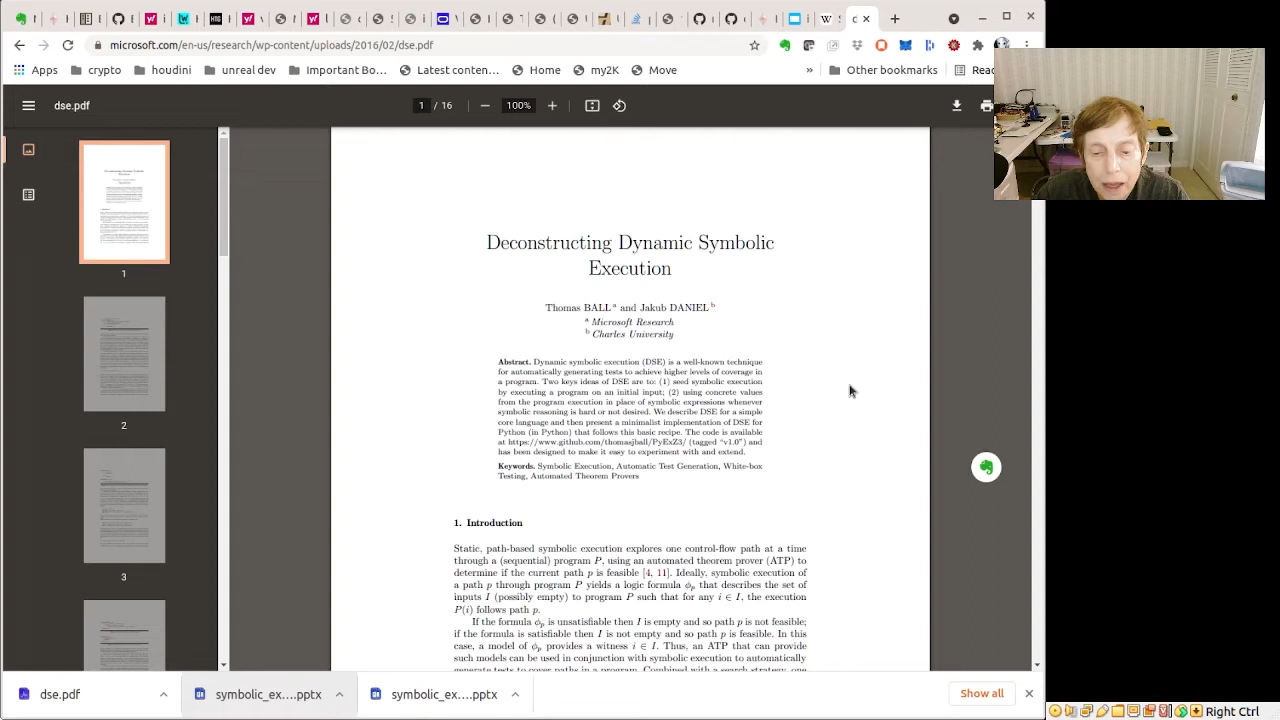 microsoft.com/en-us/research/wp-content/uploads/2016/02/dse.pdf
Apps
crypto
houdini
unrealdev
Latest content…
Home
my2K
Move
»
Other bookmarks
dse.pdf
1 / 16
100%
1
2
3
Deconstructing Dynamic Symbolic
Execution
Thomas BALL a and Jakub DANIEL b
a Microsoft Research
b Charles University
Abstract. Dynamic symbolic execution (DSE) is a well-known technique
for automatically generating tests to achieve higher levels of coverage in
a program. Two keys ideas of DSE are to: (1) seed symbolic execution
by executing a program on an initial input; (2) using concrete values
from the program execution in place of symbolic expressions whenever
symbolic reasoning is hard or not desired. We describe DSE for a simple
core language and then present a minimalist implementation of DSE for
Python (in Python) that follows this basic recipe. The code is available
at https://www.github.com/thomasjball/PyExZ3/ (tagged “v1.0”) and
has been designed to make it easy to experiment with and extend.
Keywords. Symbolic Execution, Automatic Test Generation, White-box
Testing, Automated Theorem Provers
1. Introduction
Static, path-based symbolic execution explores one control-flow path at a time
through a (sequential) program P, using an automated theorem prover (ATP) to
determine if the current path p is feasible [4, 11]. Ideally, symbolic execution of
a path p through program P yields a logic formula ϕp that describes the set of
inputs I (possibly empty) to program P such that for any i ∈ I, the execution
P(i) follows path p.
If the formula ϕp is unsatisfiable then I is empty and so path p is not feasible;
if the formula is satisfiable then I is not empty and so path p is feasible. In this
case, a model of ϕp provides a witness i ∈ I. Thus, an ATP that can provide
such models can be used in conjunction with symbolic execution to automatically
generate tests to cover paths in a program. Combined with a search strategy, one
dse.pdf
symbolic_ex....pptx
symbolic_ex....pptx
Show all
Right Ctrl